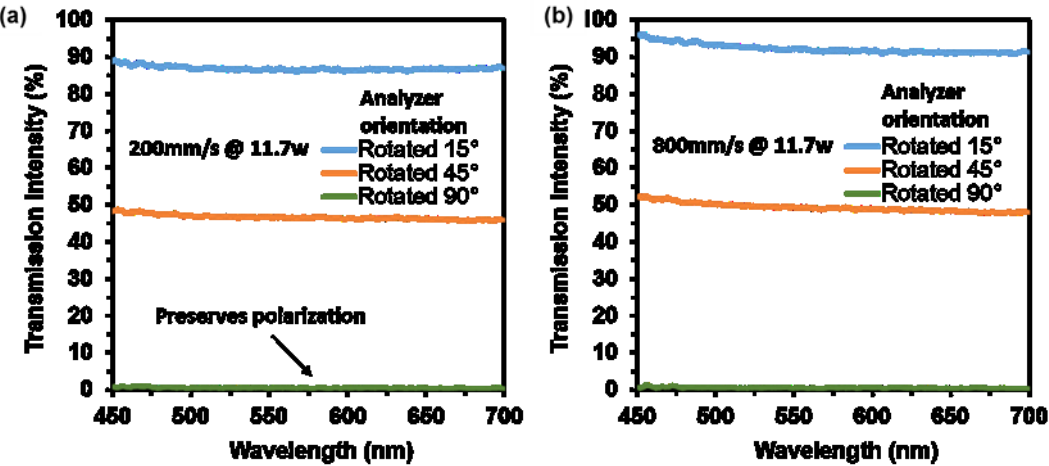 (a)
100
90
80
70
60
50
40
30
20
10
0
Transmission Intensity (%)
200mm/s @ 11.7w
Analyzer
orientation
Rotated 15°
Rotated 45°
Rotated 90°
Preserves polarization
450 500 550 600 650 700
Wavelength (nm)
(b)
100
90
80
70
60
50
40
30
20
10
0
Transmission Intensity (%)
800mm/s @ 11.7w
Analyzer
orientation
Rotated 15°
Rotated 45°
Rotated 90°
450 500 550 600 650 700
Wavelength (nm)